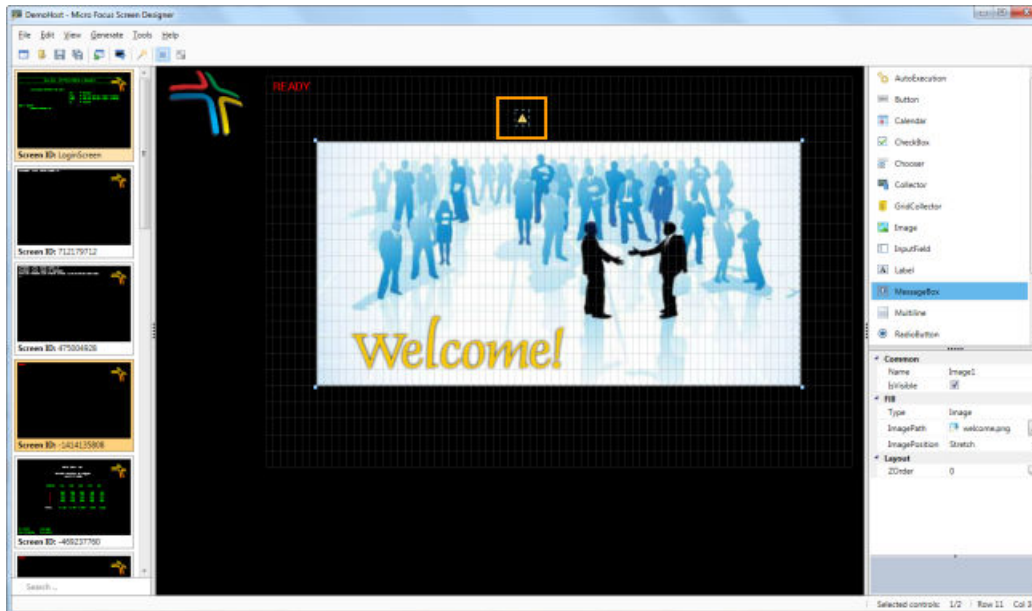 DemoHost - Micro Focus Screen Designer
File Edit View Generate Tools Help
Screen ID: LoginScreen
Screen ID: 712179712
Screen ID: 475004928
Screen ID: -1414135808
Screen ID: -469237760
Search ...
READY
Welcome!
AutoExecution
Button
Calendar
CheckBox
Chooser
Collector
GridCollector
Image
InputField
Label
MessageBox
Multiline
RadioButton
Common
Name Image1
IsVisible
Fill
Type Image
ImagePath welcome.png
ImagePosition Stretch
Layout
ZOrder 0
Selected controls: 1/2 Row 11 Col